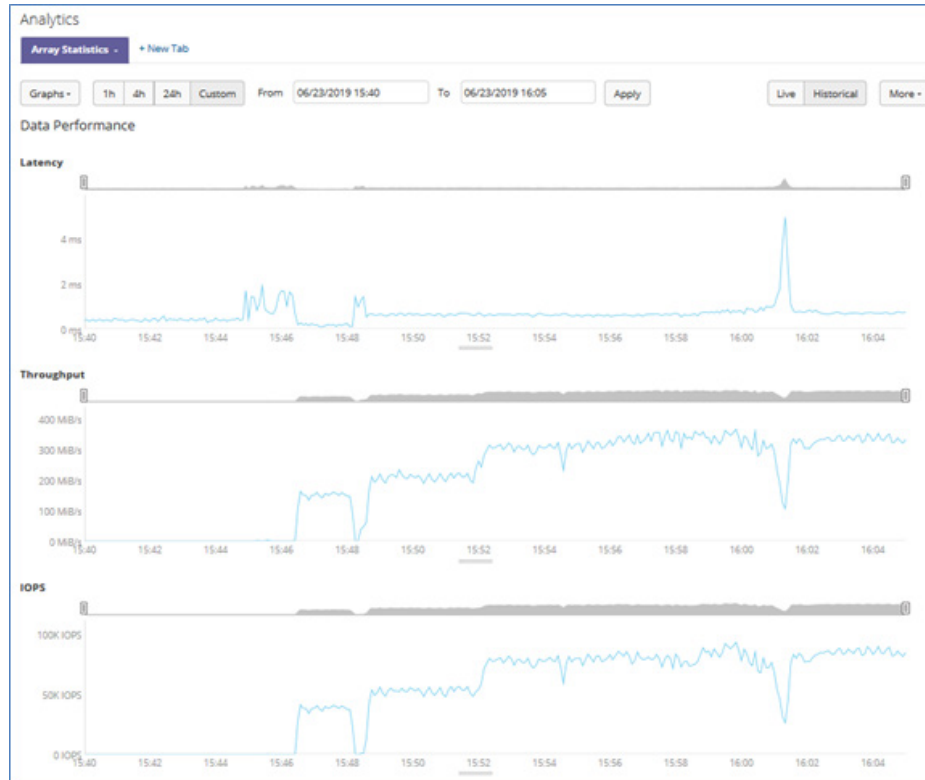 Analytics
Array Statistics
+ New Tab
Graphs 1h 4h 24h Custom From 06/23/2019 15:40 To 06/23/2019 16:05 Apply Live Historical More
Data Performance
Latency
4 ms
2 ms
0 ms
15:40 15:42 15:44 15:46 15:48 15:50 15:52 15:54 15:56 15:58 16:00 16:02 16:04
Throughput
400 MiB/s
300 MiB/s
200 MiB/s
100 MiB/s
0 MiB/s
15:40 15:42 15:44 15:46 15:48 15:50 15:52 15:54 15:56 15:58 16:00 16:02 16:04
IOPS
100K IOPS
50K IOPS
0 IOPS
15:40 15:42 15:44 15:46 15:48 15:50 15:52 15:54 15:56 15:58 16:00 16:02 16:04